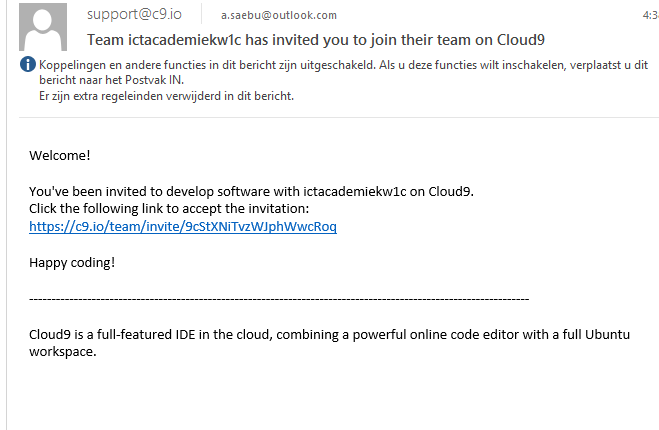 support@c9.io a.saebu@outlook.com 4:3
Team ictacademiekw1c has invited you to join their team on Cloud9
Koppelingen en andere functies in dit bericht zijn uitgeschakeld. Als u deze functies wilt inschakelen, verplaatst u dit
bericht naar het Postvak IN.
Er zijn extra regeleinden verwijderd in dit bericht.
Welcome!
You've been invited to develop software with ictacademiekw1c on Cloud9.
Click the following link to accept the invitation:
https://c9.io/team/invite/9cStXNiTvzWJphWwcRoq
Happy coding!
--------------------------------------------------------------------------------------------------------------
Cloud9 is a full-featured IDE in the cloud, combining a powerful online code editor with a full Ubuntu
workspace.